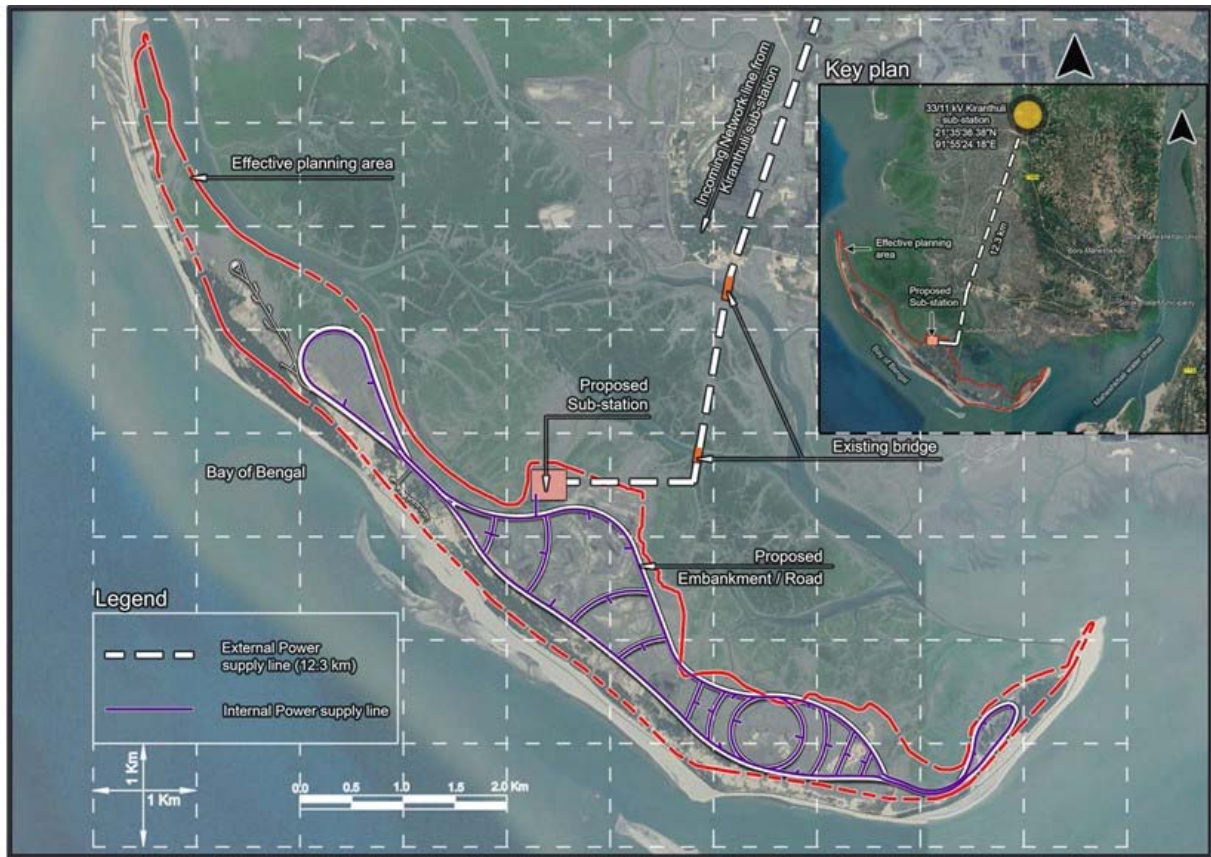 Key plan
33/11 kV Kiranthuli
sub-station
21°35'36.38"N
91°55'24.18"E
12.3 km
Effective planning
area
Proposed
Sub-station
Bay of Bengal
Incoming Network line from
Kiranthuli sub-station
Effective planning area
Proposed
Sub-station
Existing bridge
Bay of Bengal
Proposed
Embankment / Road
Legend
External Power
supply line (12.3 km)
Internal Power supply line
1 Km
1 Km
0.0 0.5 1.0 1.5 2.0 Km